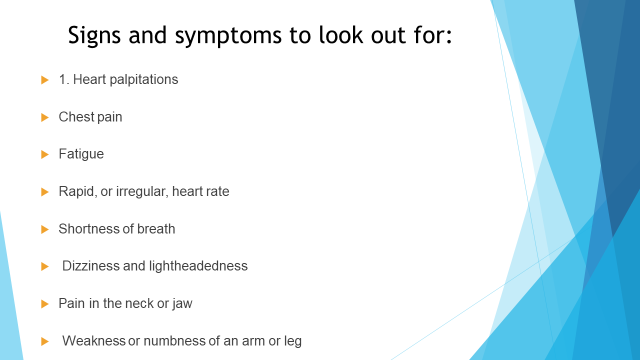 Signs and symptoms to look out for:
1. Heart palpitations
Chest pain
Fatigue
Rapid, or irregular, heart rate
Shortness of breath
Dizziness and lightheadedness
Pain in the neck or jaw
Weakness or numbness of an arm or leg